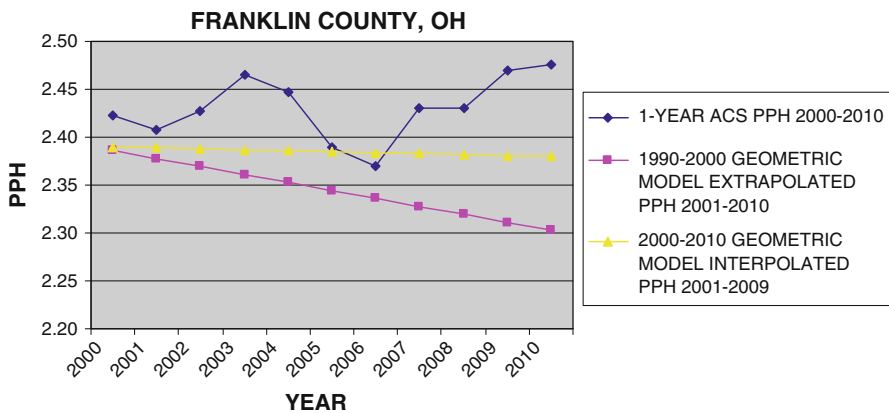 FRANKLIN COUNTY, OH
2.50
2.45
2.40
2.35
2.30
2.25
2.20
PPH
2000
2001
2002
2003
2004
2005
2006
2007
2008
2009
2010
YEAR
1-YEAR ACS PPH 2000-2010
1990-2000 GEOMETRIC
MODEL EXTRAPOLATED
PPH 2001-2010
2000-2010 GEOMETRIC
MODEL INTERPOLATED
PPH 2001-2009